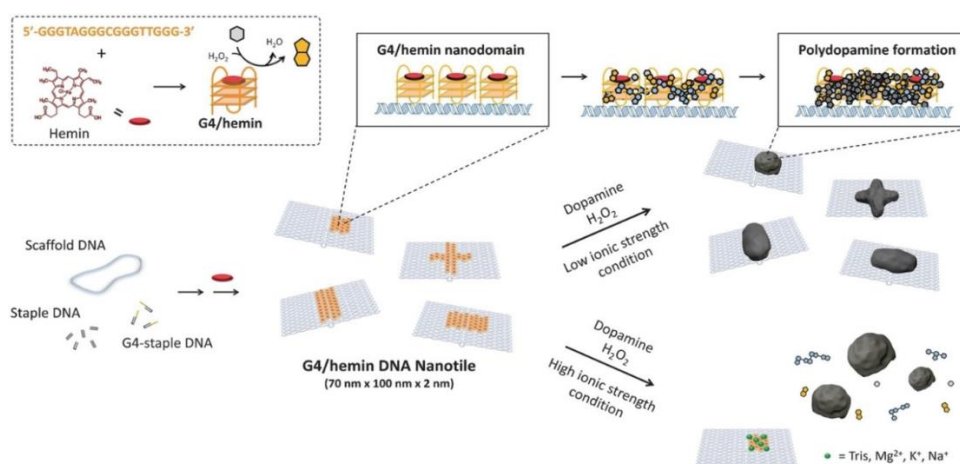 5'-GGGTAGGGCGGGTTGGG-3'
+
Hemin
=
H₂O₂
H₂O
G4/hemin
G4/hemin nanodomain
Polydopamine formation
Scaffold DNA
Staple DNA
G4-staple DNA
G4/hemin DNA Nanotile
(70 nm x 100 nm x 2 nm)
Dopamine
H₂O₂
Low ionic strength
condition
Dopamine
H₂O₂
High ionic strength
condition
= Tris, Mg²⁺, K⁺, Na⁺